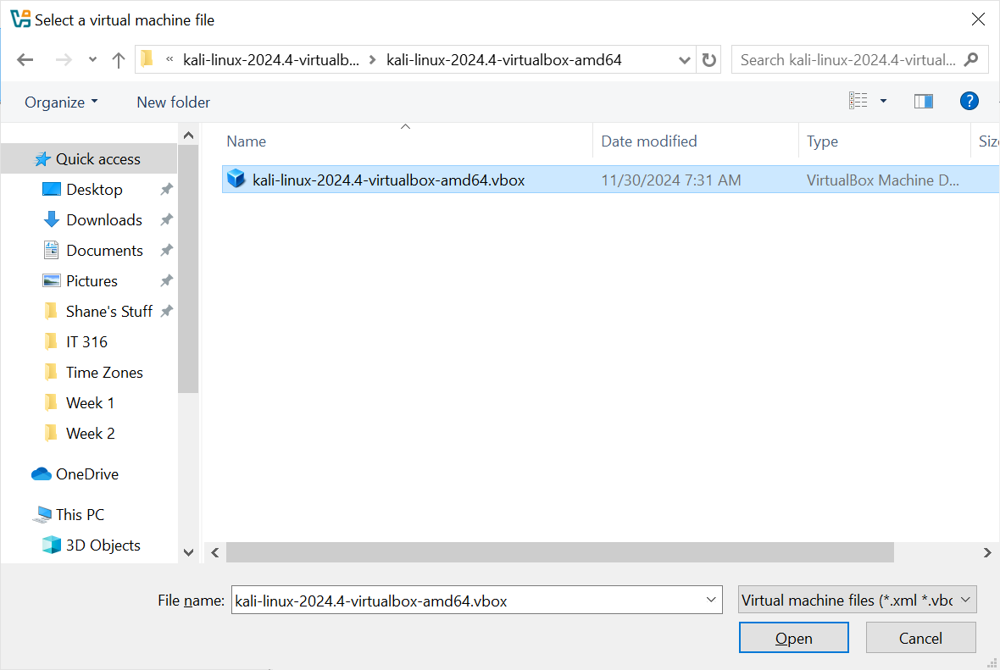 Select a virtual machine file
« kali-linux-2024.4-virtualb... > kali-linux-2024.4-virtualbox-amd64
Search kali-linux-2024.4-virtual...
Organize New folder ?
Name Date modified Type Siz
kali-linux-2024.4-virtualbox-amd64.vbox 11/30/2024 7:31 AM VirtualBox Machine D...
Quick access
Desktop
Downloads
Documents
Pictures
Shane's Stuff
IT 316
Time Zones
Week 1
Week 2
OneDrive
This PC
3D Objects
File name: kali-linux-2024.4-virtualbox-amd64.vbox Virtual machine files (*.xml *.vbo
Open Cancel